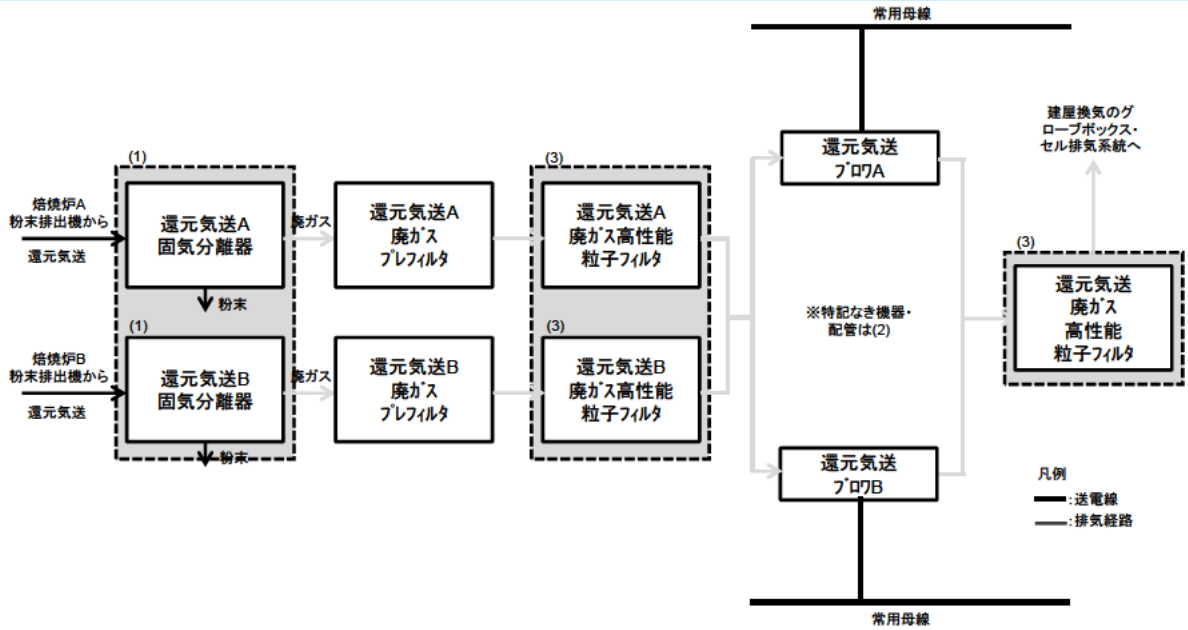 常用母線
建屋換気のグ
ローブボックス・
セル排気系統へ
(1)
焙焼炉A
粉末排出機から
還元気送
還元気送A
固気分離器
粉末
廃ガス
還元気送A
廃ガス
プレフィルタ
(3)
還元気送A
廃ガス高性能
粒子フィルタ
還元気送
ブロワA
(3)
還元気送
廃ガス
高性能
粒子フィルタ
※特記なき機器・
配管は(2)
(1)
焙焼炉B
粉末排出機から
還元気送
還元気送B
固気分離器
粉末
廃ガス
還元気送B
廃ガス
プレフィルタ
(3)
還元気送B
廃ガス高性能
粒子フィルタ
還元気送
ブロワB
凡例
:送電線
:排気経路
常用母線